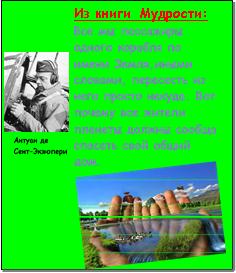 Из книги Мудрости:
Все мы пассажиры
одного корабля по
имени Земля, иными
словами, пересесть из
него просто некуда. Вот
почему все жители
планеты должны сообща
спасать свой общий
дом.
Антуан де
Сент-Экзюпери